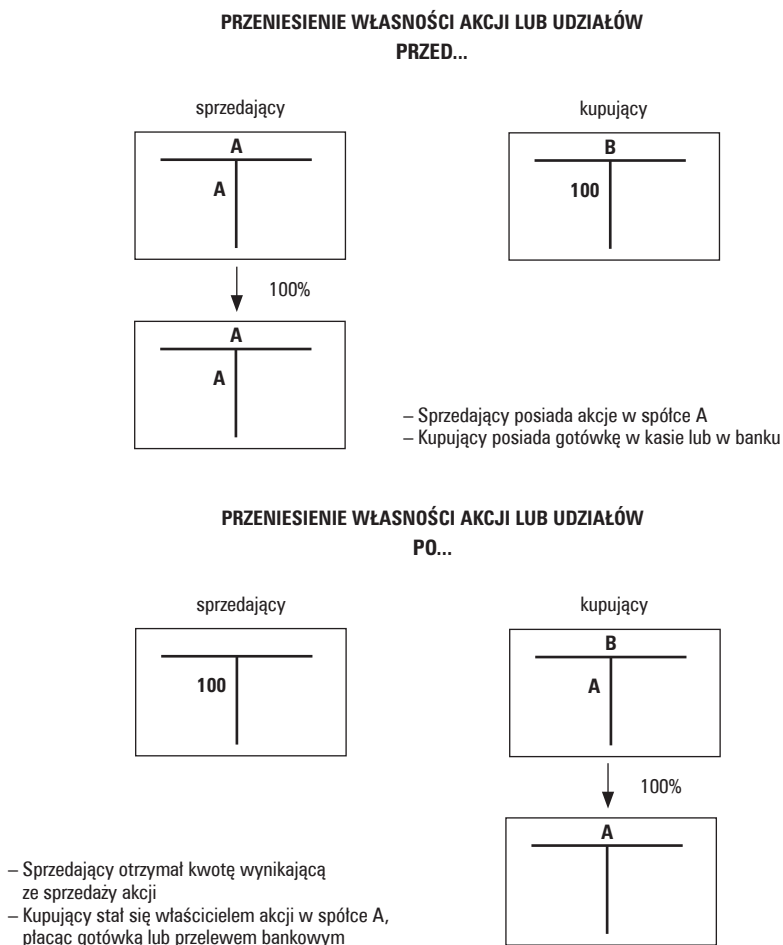 PRZENIESIENIE WŁASNOŚCI AKCJI LUB UDZIAŁÓW
PRZED...
sprzedający
kupujący
A
A
B
100
100%
A
A
– Sprzedający posiada akcje w spółce A
– Kupujący posiada gotówkę w kasie lub w banku
PRZENIESIENIE WŁASNOŚCI AKCJI LUB UDZIAŁÓW
PO...
sprzedający
kupujący
100
B
A
100%
A
– Sprzedający otrzymał kwotę wynikającą
ze sprzedaży akcji
– Kupujący stał się właścicielem akcji w spółce A,
płacąc gotówką lub przelewem bankowym